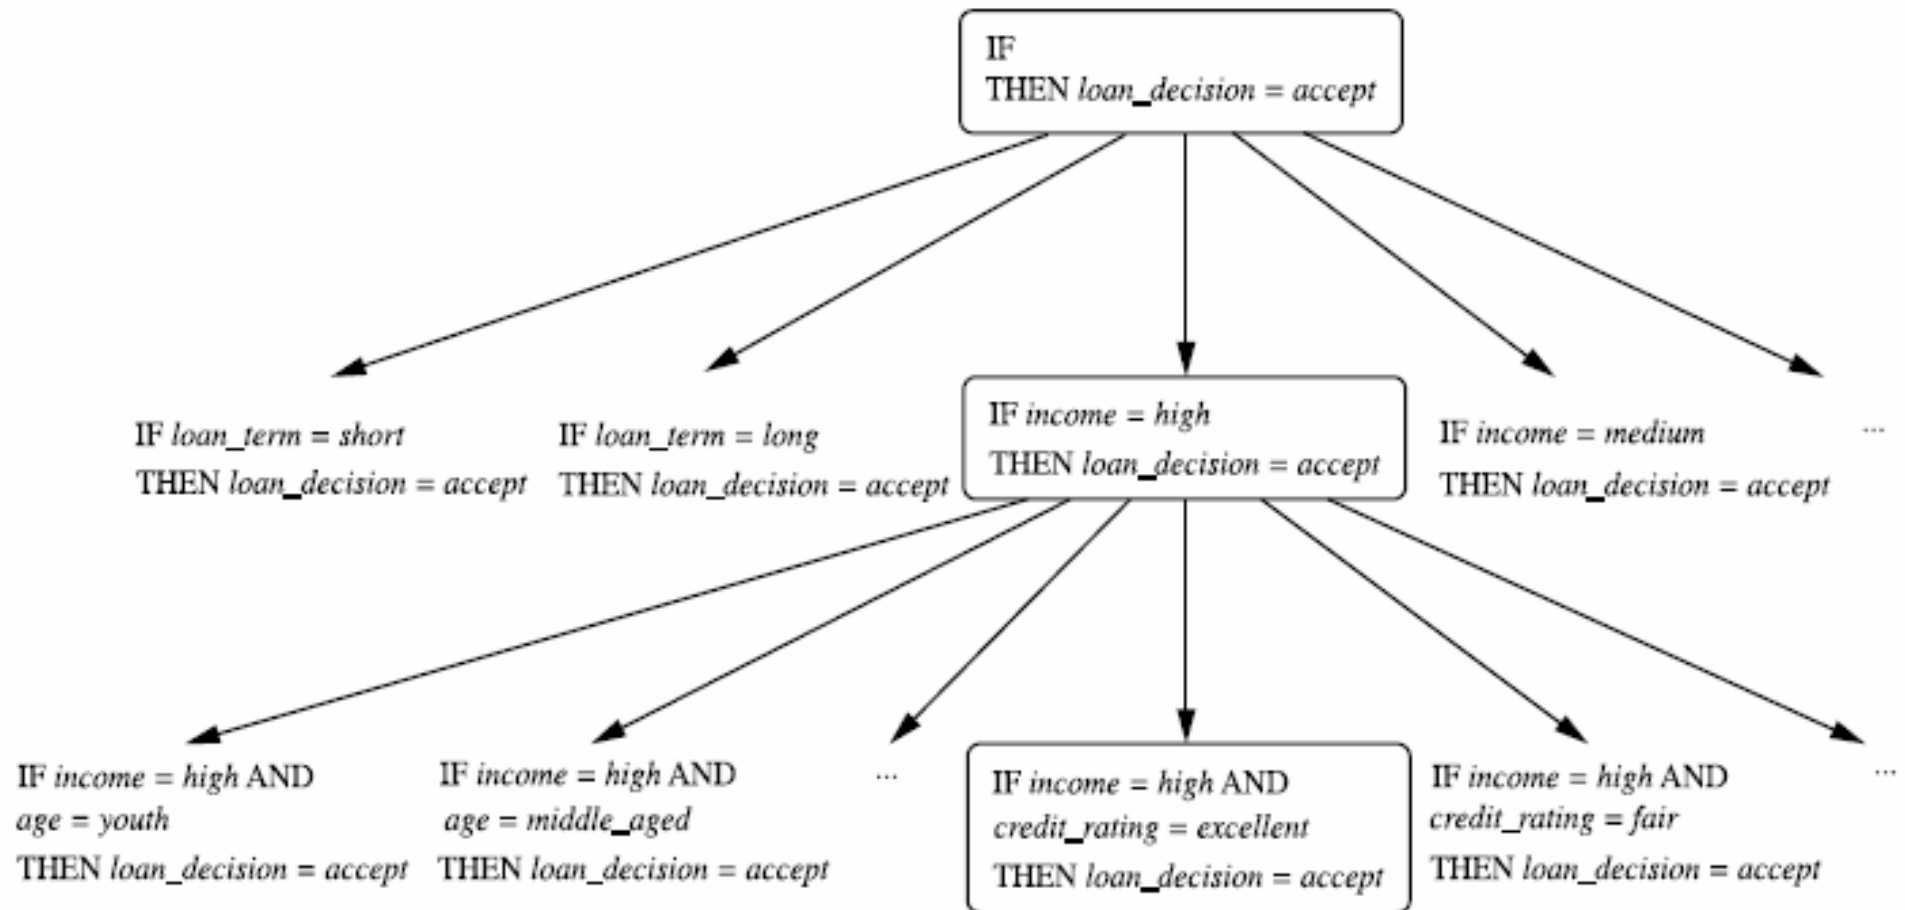 IF
THEN loan_decision = accept
IF loan_term = short
THEN loan_decision = accept
IF loan_term = long
THEN loan_decision = accept
IF income = high
THEN loan_decision = accept
IF income = medium
THEN loan_decision = accept
...
IF income = high AND
age = youth
THEN loan_decision = accept
IF income = high AND
age = middle_aged
THEN loan_decision = accept
...
IF income = high AND
credit_rating = excellent
THEN loan_decision = accept
IF income = high AND
credit_rating = fair
THEN loan_decision = accept
...